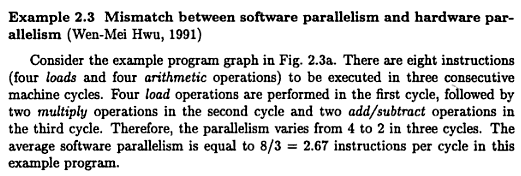 Example 2.3 Mismatch between software parallelism and hardware par-
allelism (Wen-Mei Hwu, 1991)
Consider the example program graph in Fig. 2.3a. There are eight instructions
(four loads and four arithmetic operations) to be executed in three consecutive
machine cycles. Four load operations are performed in the first cycle, followed by
two multiply operations in the second cycle and two add/subtract operations in
the third cycle. Therefore, the parallelism varies from 4 to 2 in three cycles. The
average software parallelism is equal to 8/3 = 2.67 instructions per cycle in this
example program.